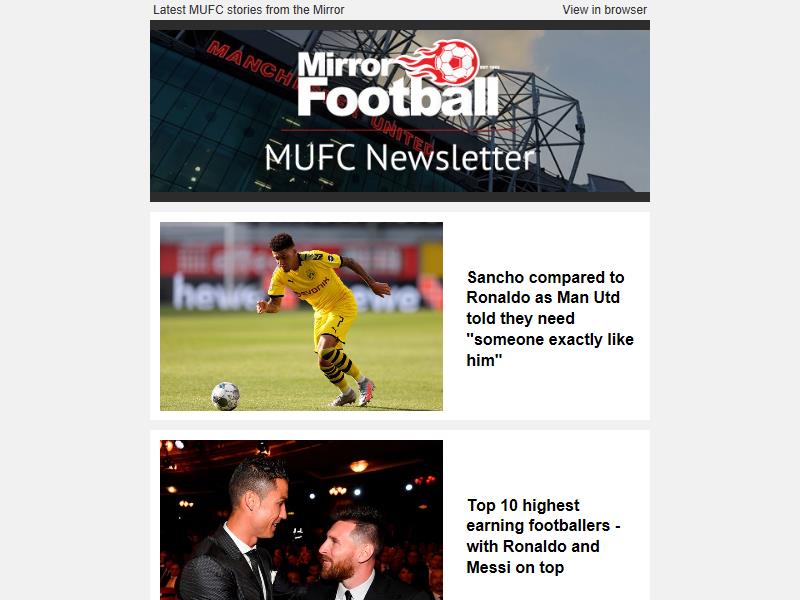 Latest MUFC stories from the Mirror
View in browser
Mirror
Football
MUFC Newsletter
Sancho compared to
Ronaldo as Man Utd
told they need
"someone exactly like
him"
Top 10 highest
earning footballers -
with Ronaldo and
Messi on top